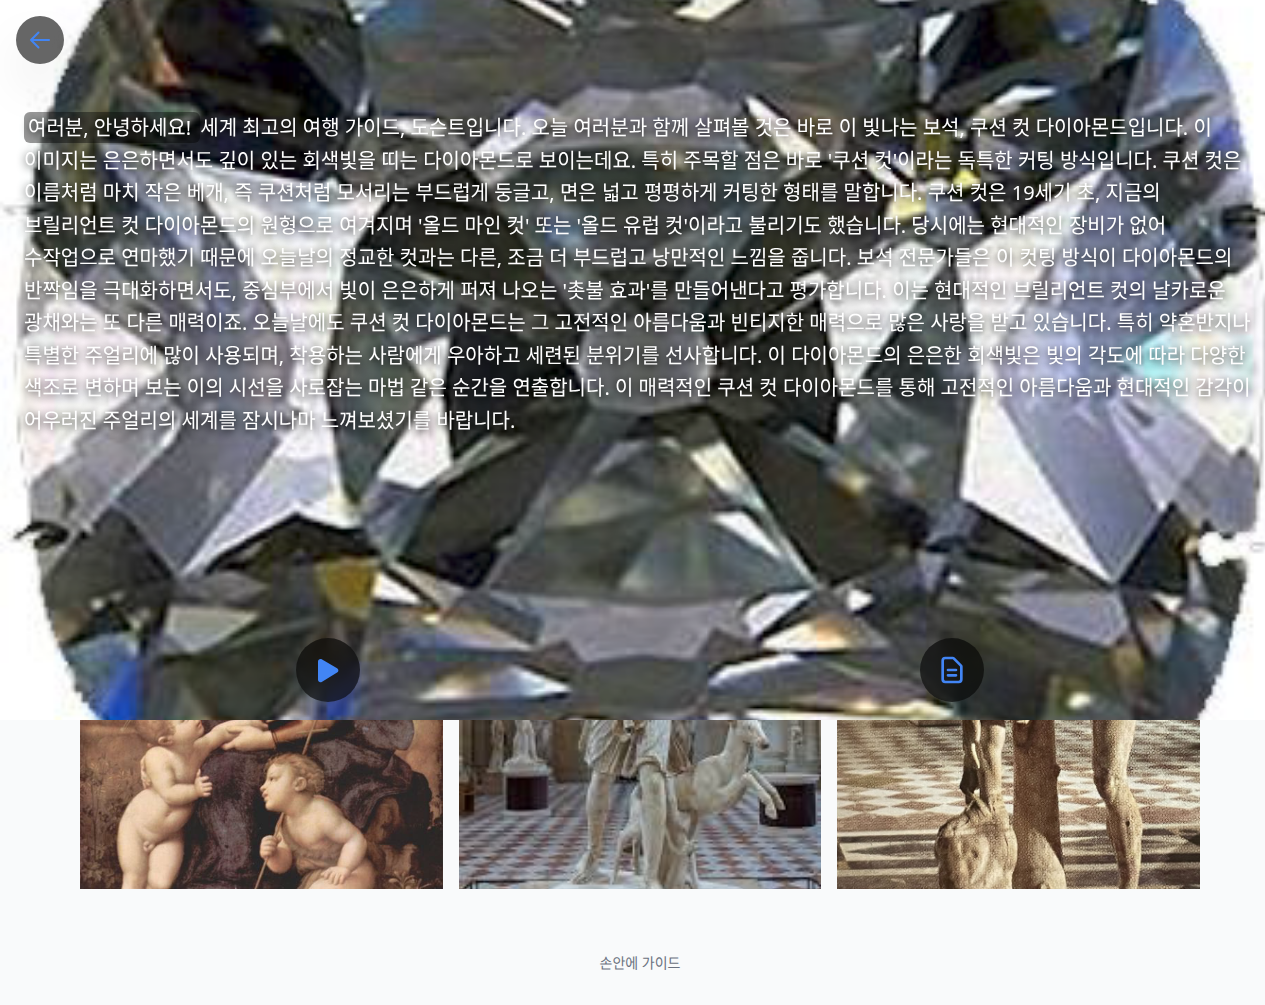 여러분, 안녕하세요! 세계 최고의 여행 가이드, 도슨트입니다. 오늘 여러분과 함께 살펴볼 것은 바로 이 빛나는 보석, 쿠션 컷 다이아몬드입니다. 이
이미지는 은은하면서도 깊이 있는 회색빛을 띠는 다이아몬드로 보이는데요. 특히 주목할 점은 바로 '쿠션 컷'이라는 독특한 커팅 방식입니다. 쿠션 컷은
이름처럼 마치 작은 베개, 즉 쿠션처럼 모서리는 부드럽게 둥글고, 면은 넓고 평평하게 커팅한 형태를 말합니다. 쿠션 컷은 19세기 초, 지금의
브릴리언트 컷 다이아몬드의 원형으로 여겨지며 '올드 마인 컷' 또는 '올드 유럽 컷'이라고 불리기도 했습니다. 당시에는 현대적인 장비가 없어
수작업으로 연마했기 때문에 오늘날의 정교한 컷과는 다른, 조금 더 부드럽고 낭만적인 느낌을 줍니다. 보석 전문가들은 이 컷팅 방식이 다이아몬드의
반짝임을 극대화하면서도, 중심부에서 빛이 은은하게 퍼져 나오는 '촛불 효과'를 만들어낸다고 평가합니다. 이는 현대적인 브릴리언트 컷의 날카로운
광채와는 또 다른 매력이죠. 오늘날에도 쿠션 컷 다이아몬드는 그 고전적인 아름다움과 빈티지한 매력으로 많은 사랑을 받고 있습니다. 특히 약혼반지나
특별한 주얼리에 많이 사용되며, 착용하는 사람에게 우아하고 세련된 분위기를 선사합니다. 이 다이아몬드의 은은한 회색빛은 빛의 각도에 따라 다양한
색조로 변하며 보는 이의 시선을 사로잡는 마법 같은 순간을 연출합니다. 이 매력적인 쿠션 컷 다이아몬드를 통해 고전적인 아름다움과 현대적인 감각이
어우러진 주얼리의 세계를 잠시나마 느껴보셨기를 바랍니다.
손안에 가이드